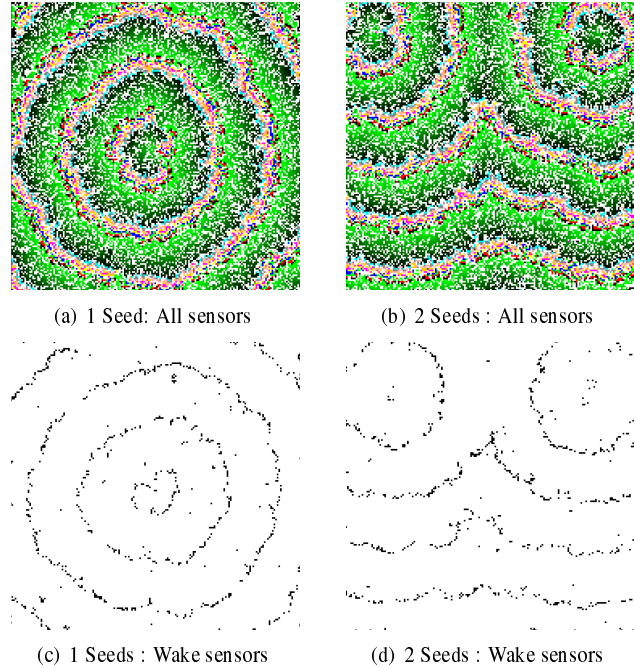 (a) 1 Seed: All sensors
(b) 2 Seeds : All sensors
(c) 1 Seeds : Wake sensors
(d) 2 Seeds : Wake sensors